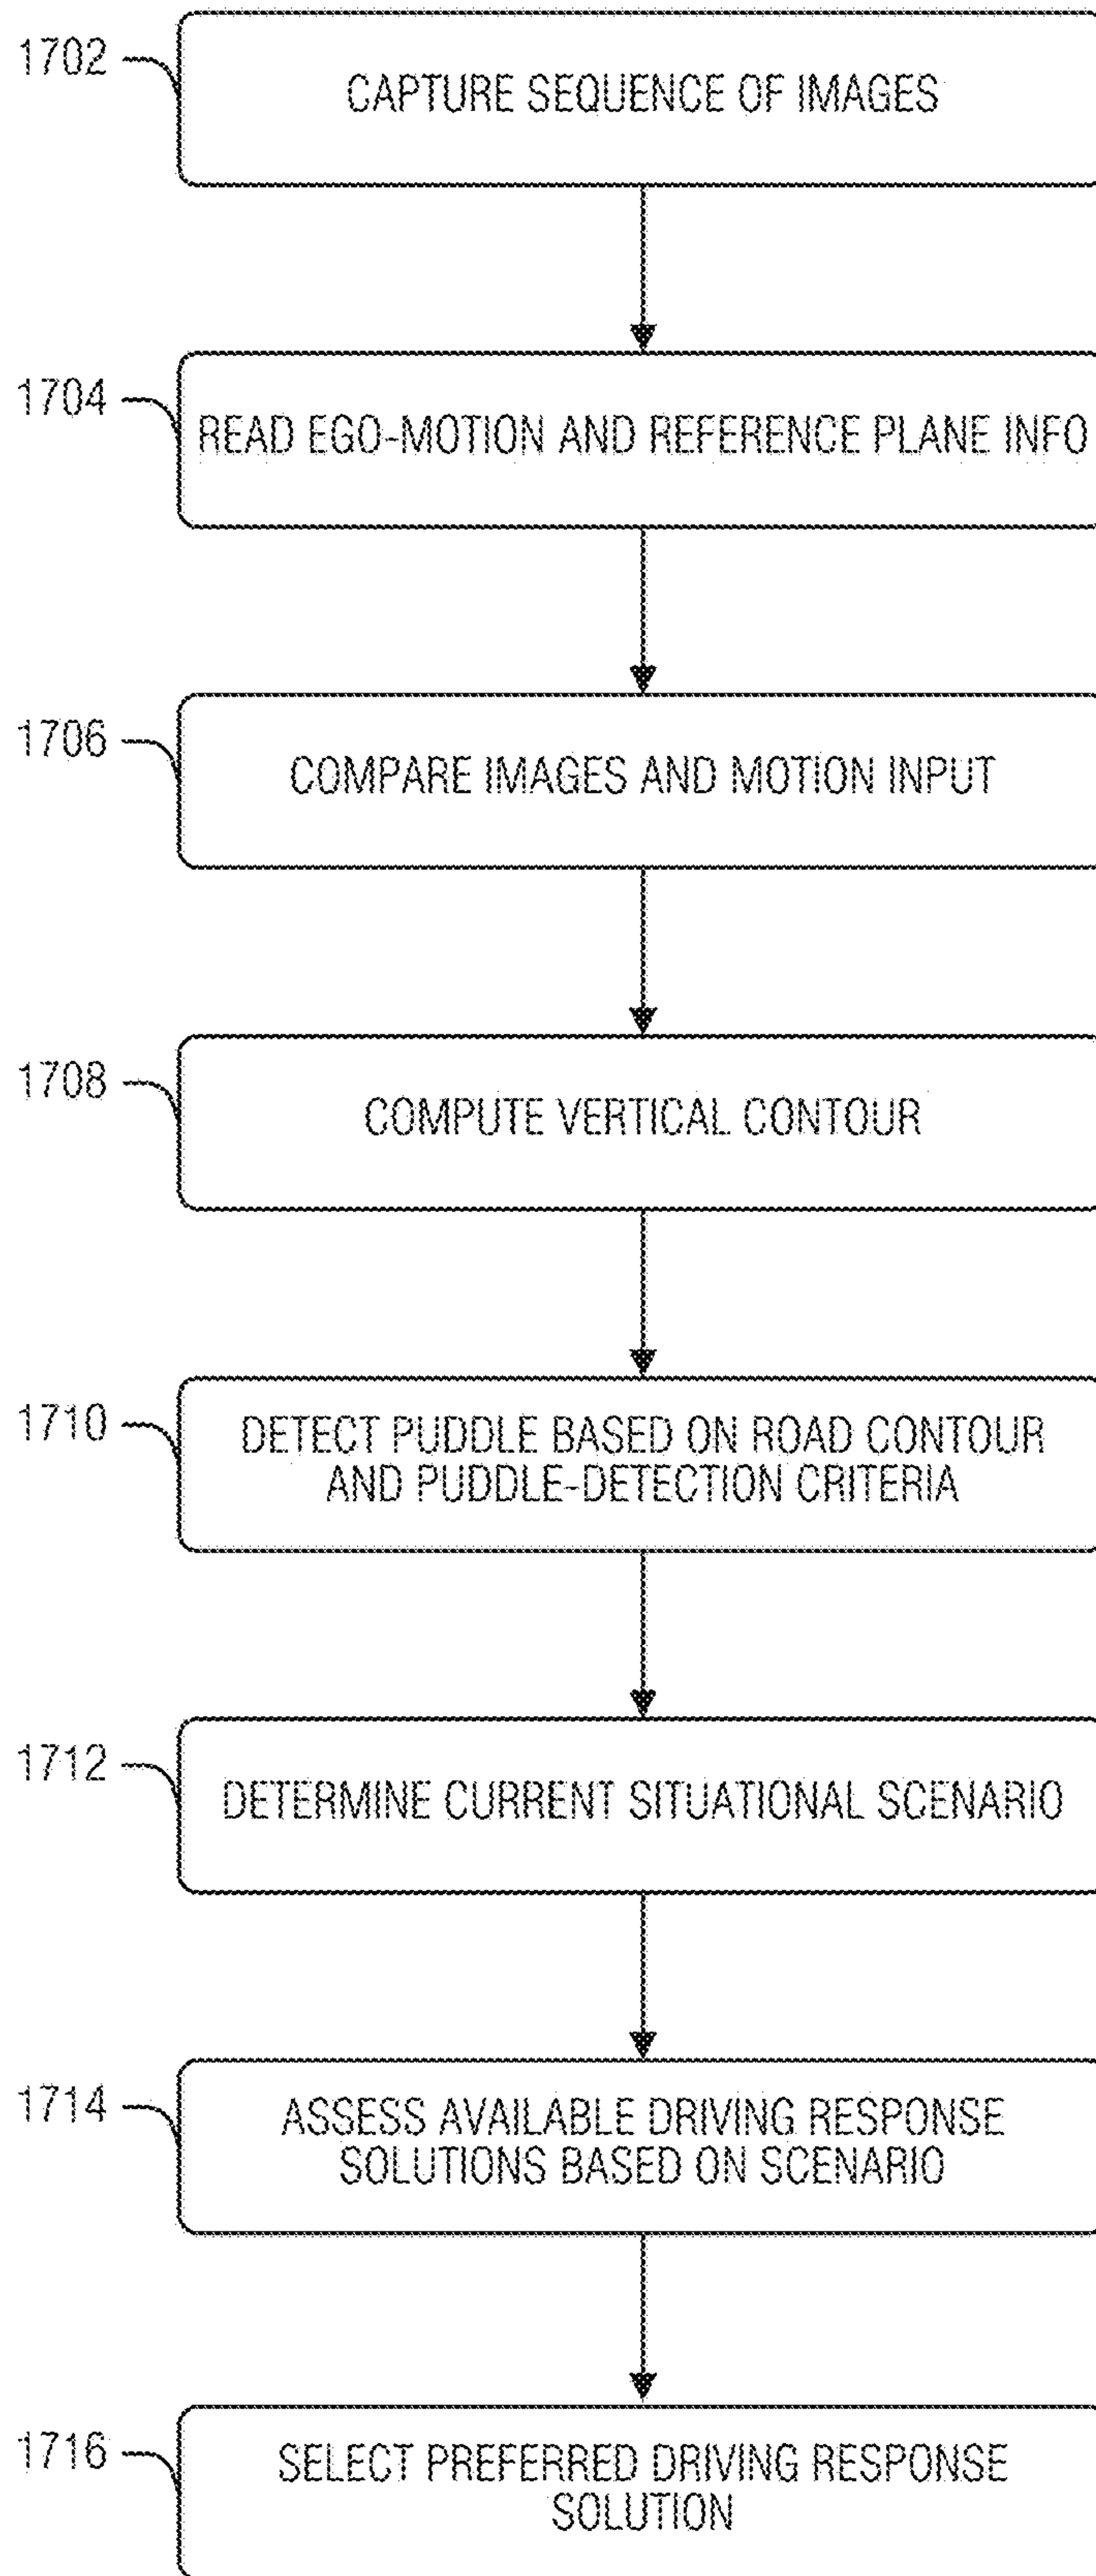 1702
CAPTURE SEQUENCE OF IMAGES
1704
READ EGO-MOTION AND REFERENCE PLANE INFO
1706
COMPARE IMAGES AND MOTION INPUT
1708
COMPUTE VERTICAL CONTOUR
1710
DETECT PUDDLE BASED ON ROAD CONTOUR
AND PUDDLE-DETECTION CRITERIA
1712
DETERMINE CURRENT SITUATIONAL SCENARIO
1714
ASSESS AVAILABLE DRIVING RESPONSE
SOLUTIONS BASED ON SCENARIO
1716
SELECT PREFERRED DRIVING RESPONSE
SOLUTION